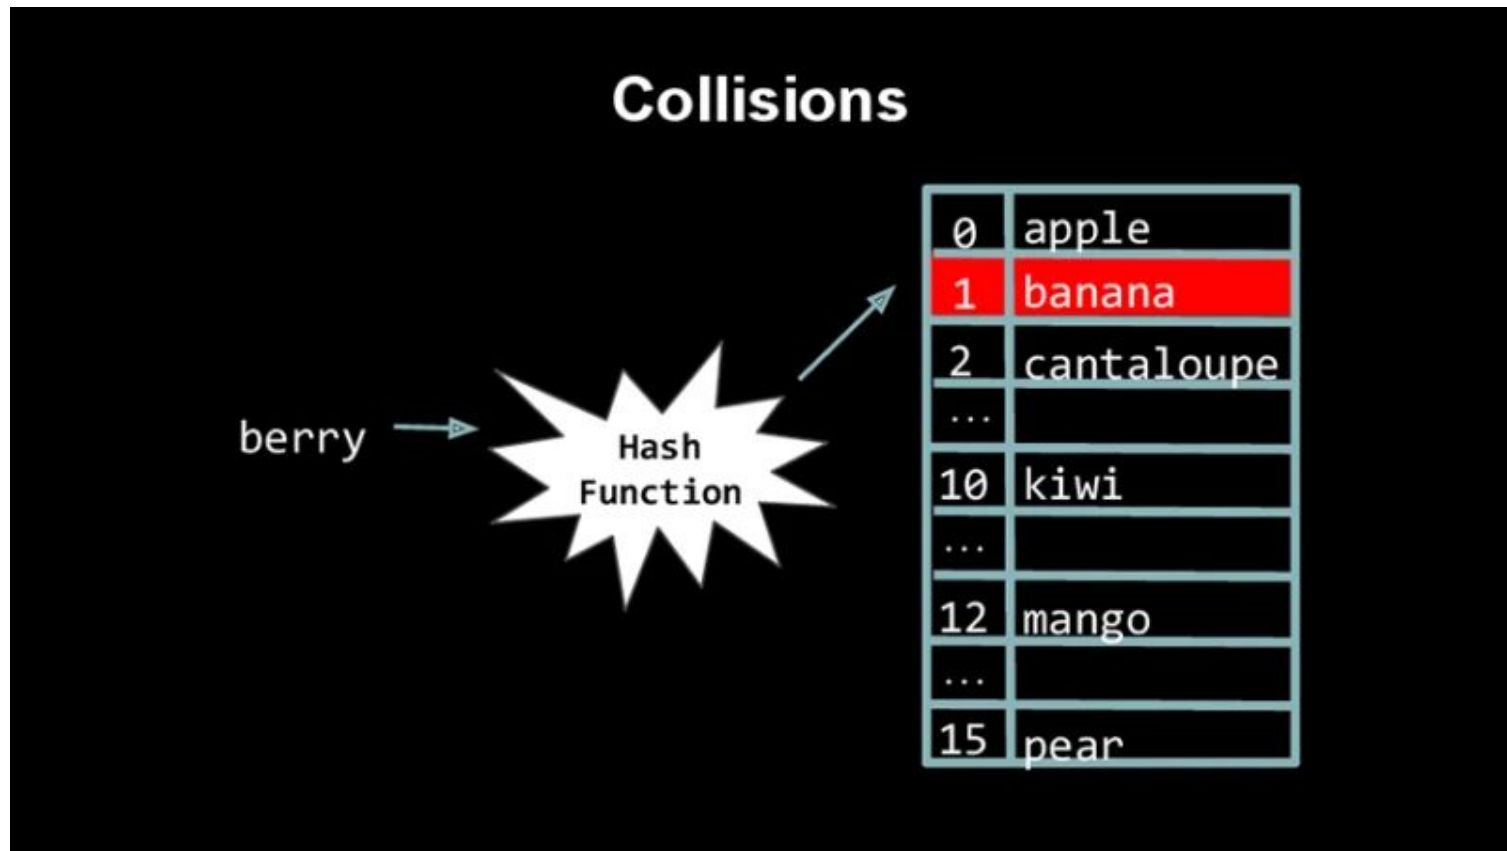 Collisions
berry
Hash
Function
0 apple
1 banana
2 cantaloupe
...
10 kiwi
...
12 mango
...
15 pear